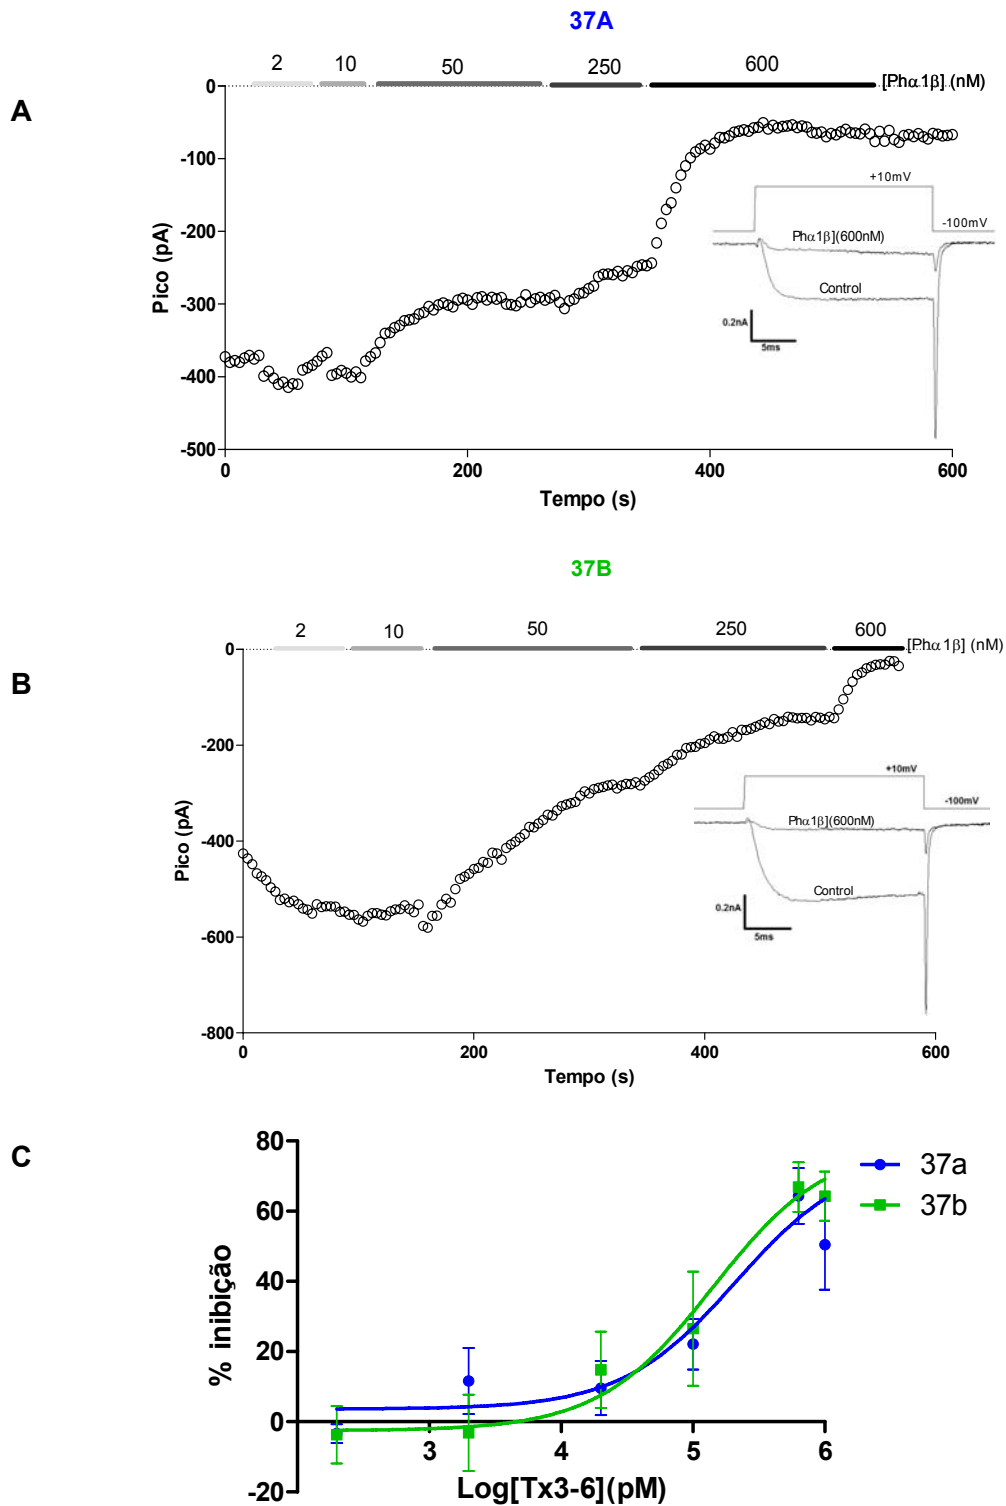 37A
2 10 50 250 600 [Phα1β] (nM)
A
0
-100
-200
-300
-400
-500
Pico (pA)
0 200 400 600
Tempo (s)
+10mV
-100mV
Phα1β](600nM)
Control
0.2nA
5ms
37B
2 10 50 250 600 [Phα1β] (nM)
B
0
-200
-400
-600
-800
Pico (pA)
0 200 400 600
Tempo (s)
+10mV
-100mV
Phα1β](600nM)
Control
0.2nA
5ms
C
80
60
40
20
0
-20
% inibição
3 4 5 6
Log[Tx3-6](pM)
37a
37b